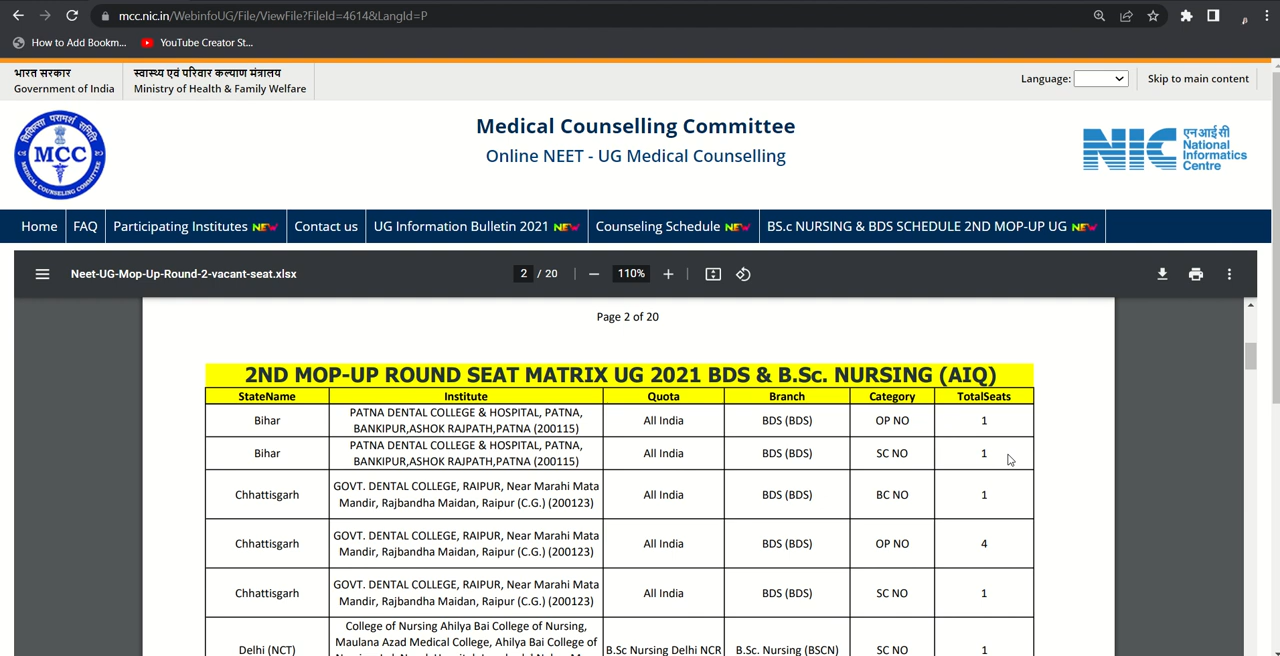 mcc.nic.in/WebinfoUG/File/ViewFile?FileId=4614&LangId=P
How to Add Bookm...
YouTube Creator St...
भारत सरकार
Government of India
स्वास्थ्य एवं परिवार कल्याण मंत्रालय
Ministry of Health & Family Welfare
Language:
Skip to main content
MCC
MEDICAL COUNSELLING COMMITTEE
Medical Counselling Committee
Online NEET - UG Medical Counselling
NIC
एनआईसी
National
Informatics
Centre
Home FAQ Participating Institutes NEW Contact us UG Information Bulletin 2021 NEW Counseling Schedule NEW BS.c NURSING & BDS SCHEDULE 2ND MOP-UP UG NEW
Neet-UG-Mop-Up-Round-2-vacant-seat.xlsx
2 / 20
110%
Page 2 of 20
2ND MOP-UP ROUND SEAT MATRIX UG 2021 BDS & B.Sc. NURSING (AIQ)
StateName Institute Quota Branch Category TotalSeats
PATNA DENTAL COLLEGE & HOSPITAL, PATNA,
Bihar All India BDS (BDS) OP NO 1
BANKIPUR,ASHOK RAJPATH,PATNA (200115)
PATNA DENTAL COLLEGE & HOSPITAL, PATNA,
Bihar All India BDS (BDS) SC NO 1
BANKIPUR,ASHOK RAJPATH,PATNA (200115)
GOVT. DENTAL COLLEGE, RAIPUR, Near Marahi Mata
Chhattisgarh All India BDS (BDS) BC NO 1
Mandir, Rajbandha Maidan, Raipur (C.G.) (200123)
GOVT. DENTAL COLLEGE, RAIPUR, Near Marahi Mata
Chhattisgarh All India BDS (BDS) OP NO 4
Mandir, Rajbandha Maidan, Raipur (C.G.) (200123)
GOVT. DENTAL COLLEGE, RAIPUR, Near Marahi Mata
Chhattisgarh All India BDS (BDS) SC NO 1
Mandir, Rajbandha Maidan, Raipur (C.G.) (200123)
College of Nursing Ahilya Bai College of Nursing,
Maulana Azad Medical College, Ahilya Bai College of
Delhi (NCT) B.Sc Nursing Delhi NCR B.Sc. Nursing (BSCN) SC NO 1